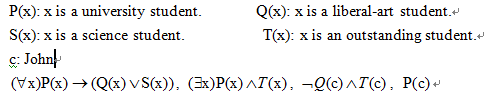 P(x): x is a university student. Q(x): x is a liberal-art student.
S(x): x is a science student. T(x): x is an outstanding student.
c: John
(∀x)P(x)→(Q(x)∨S(x)), (∃x)P(x)∧T(x), ¬Q(c)∧T(c), P(c)